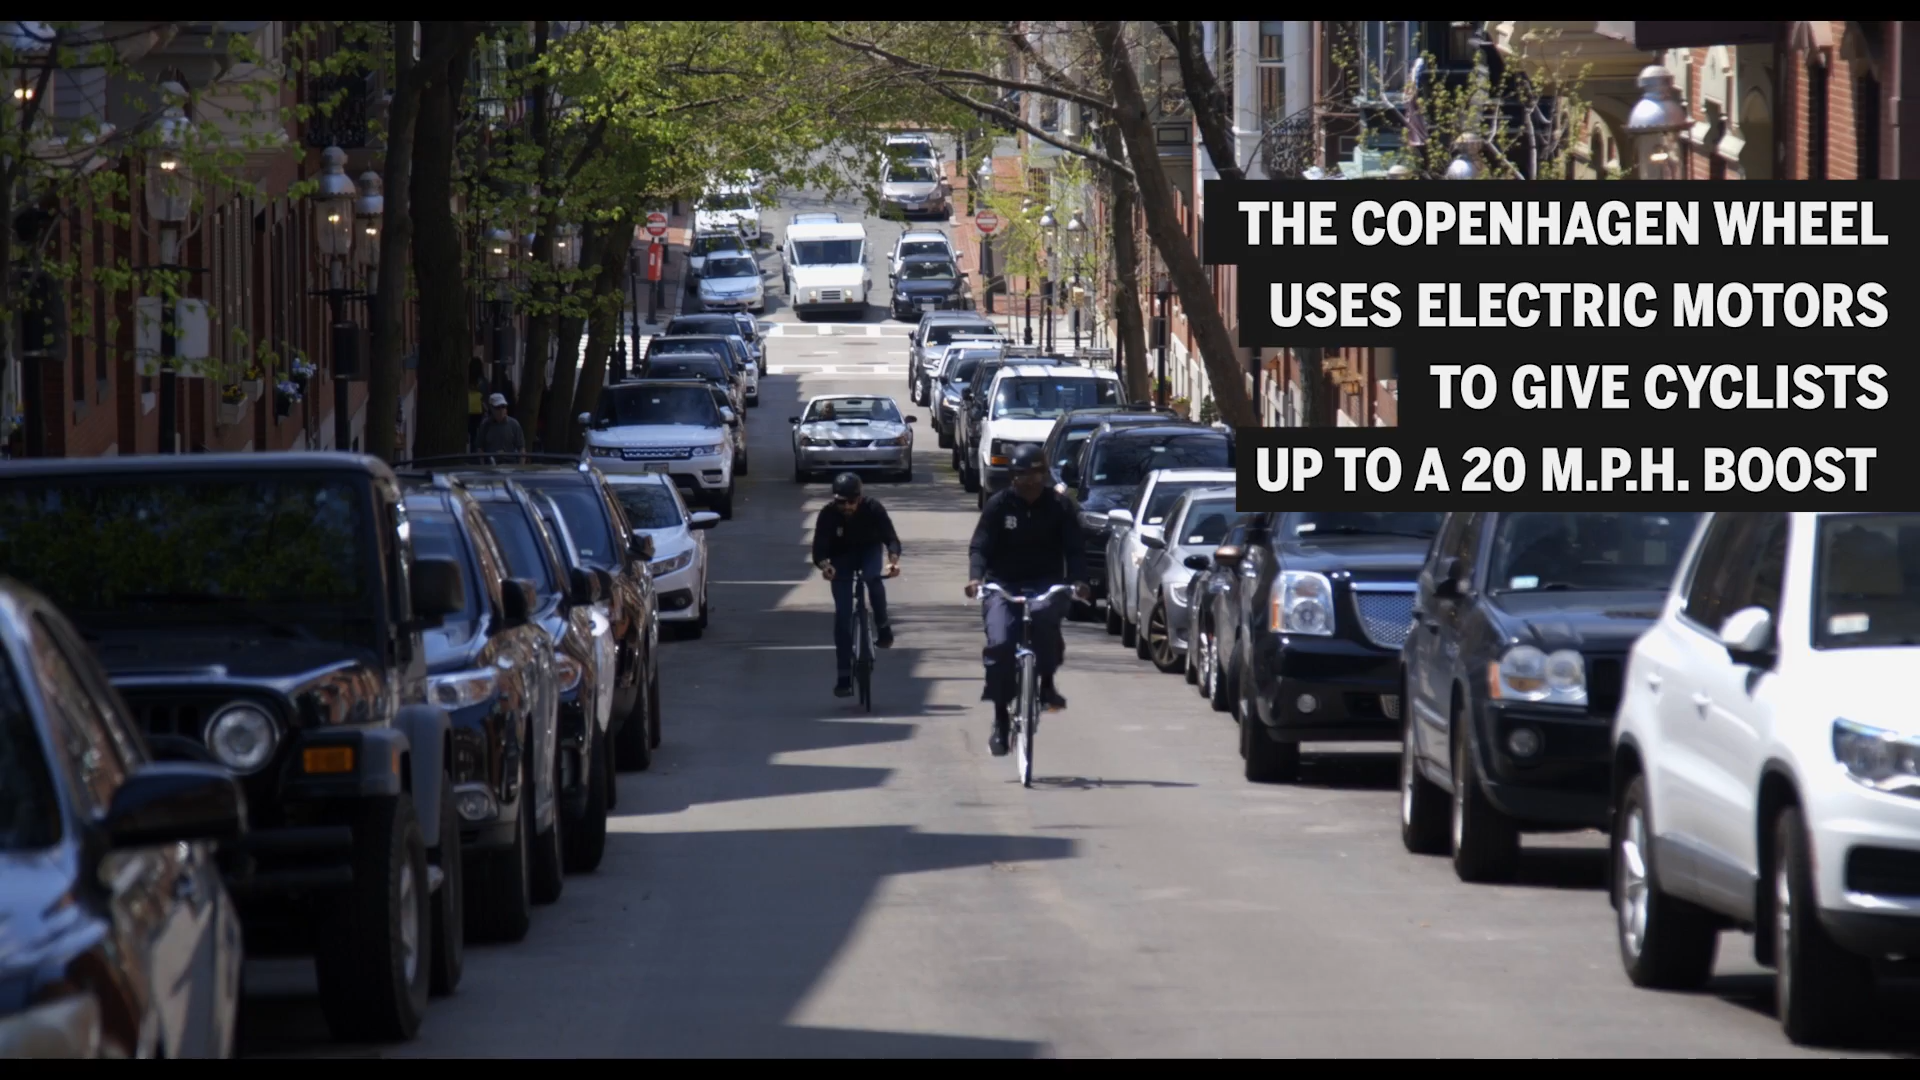 THE COPENHAGEN WHEEL
USES ELECTRIC MOTORS
TO GIVE CYCLISTS
UP TO A 20 M.P.H. BOOST
B